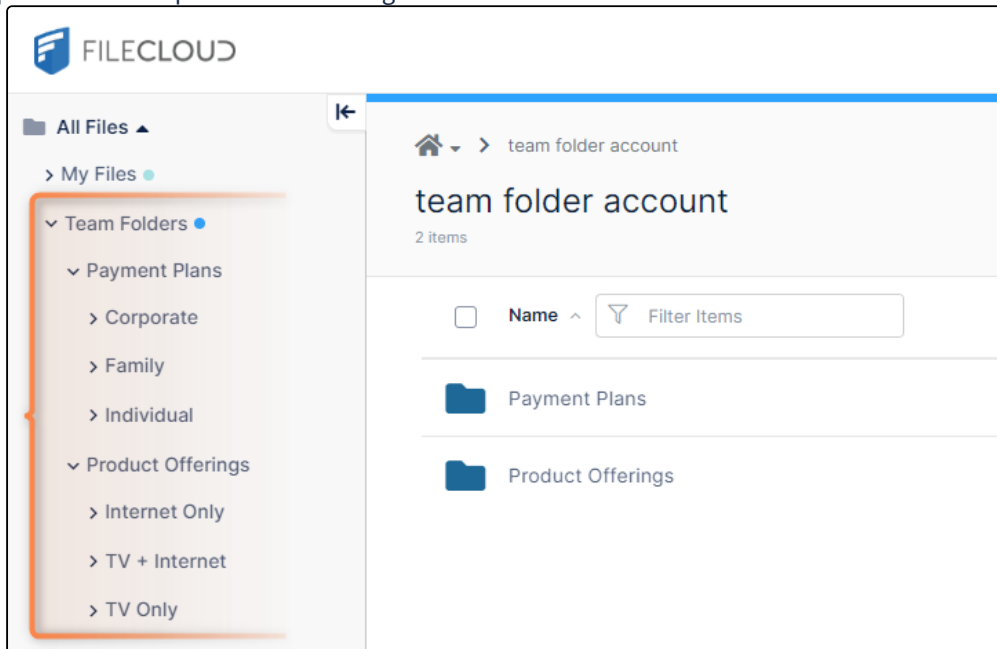 FILECLOUD
All Files
My Files
Team Folders
Payment Plans
Corporate
Family
Individual
Product Offerings
Internet Only
TV + Internet
TV Only
team folder account
team folder account
2 items
Name
Filter Items
Payment Plans
Product Offerings